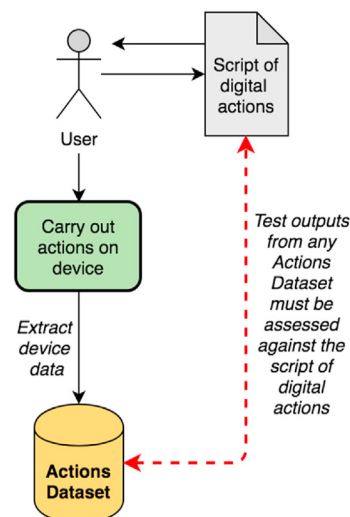 Script of
digital
actions
User
Carry out
actions on
device
Test outputs
from any
Actions
Dataset
must be
assessed
against the
script of
digital
actions
Extract
device
data
Actions
Dataset